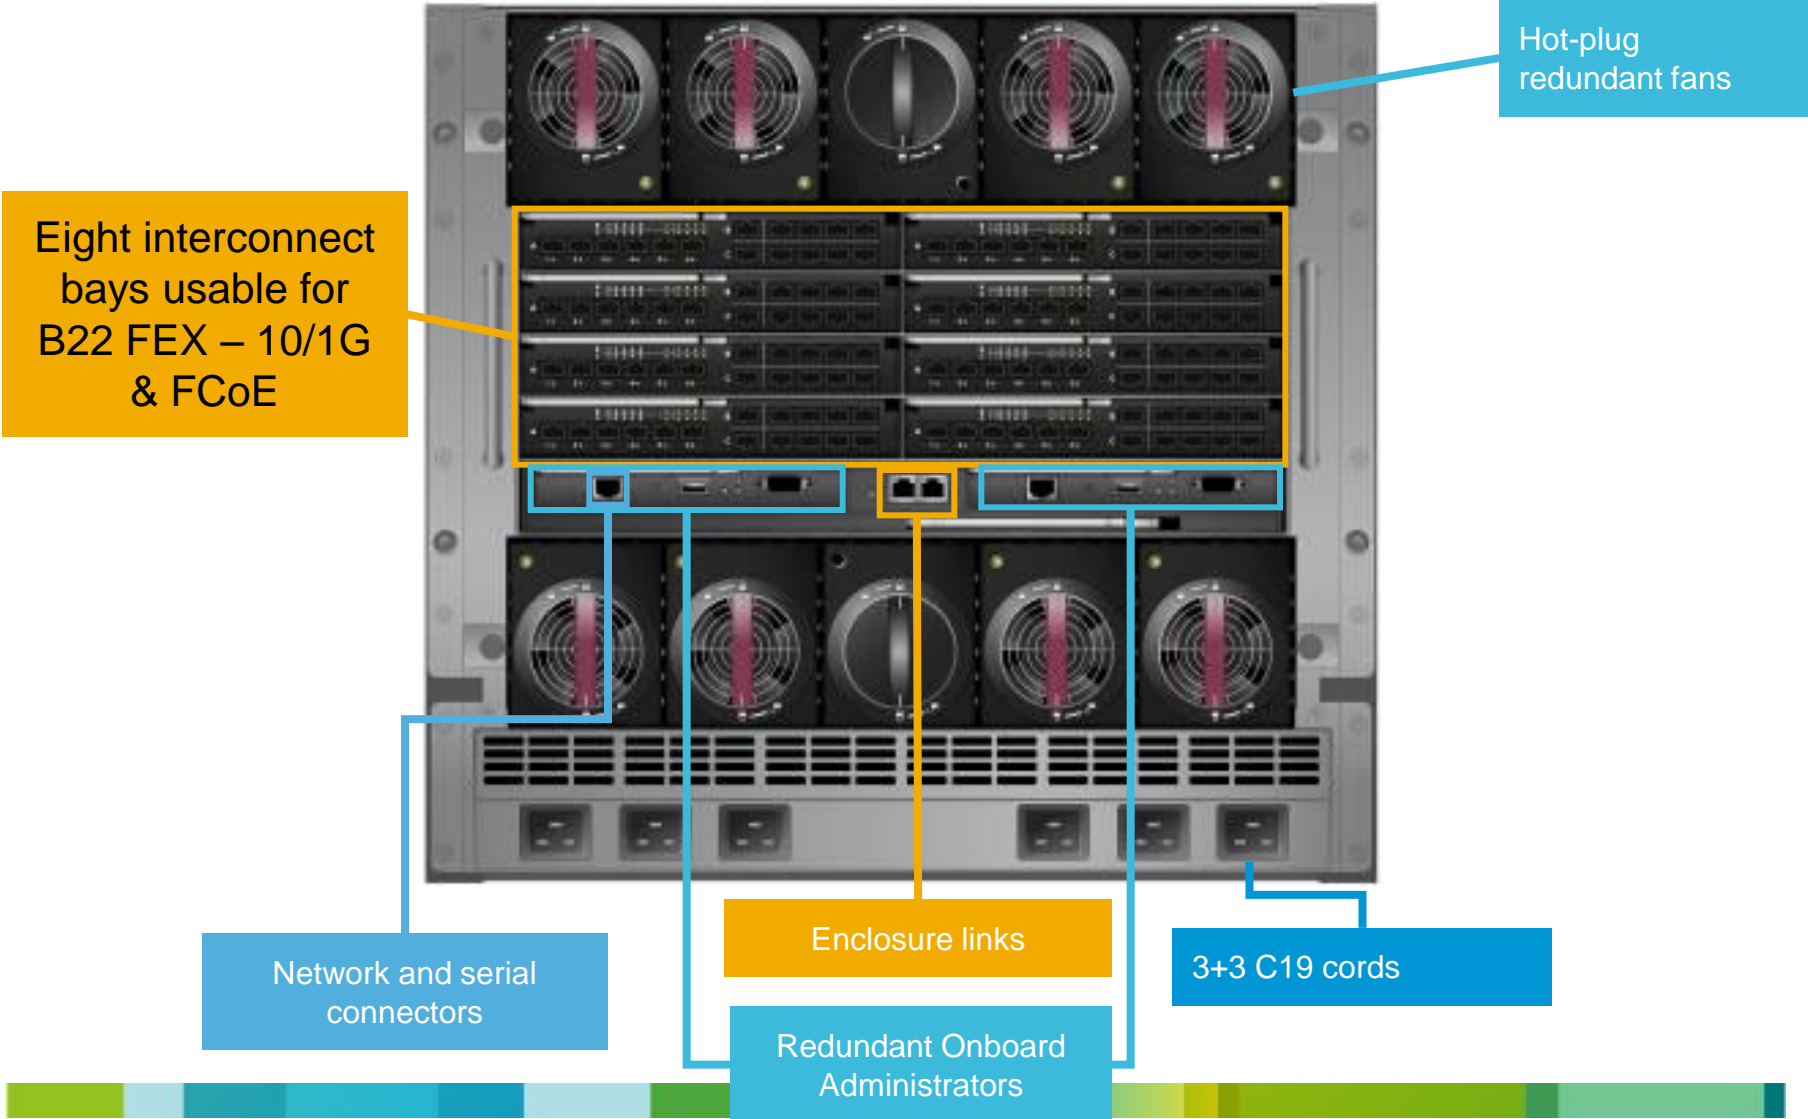 Hot-plug
redundant fans
Eight interconnect
bays usable for
B22 FEX – 10/1G
& FCoE
Enclosure links
3+3 C19 cords
Network and serial
connectors
Redundant Onboard
Administrators